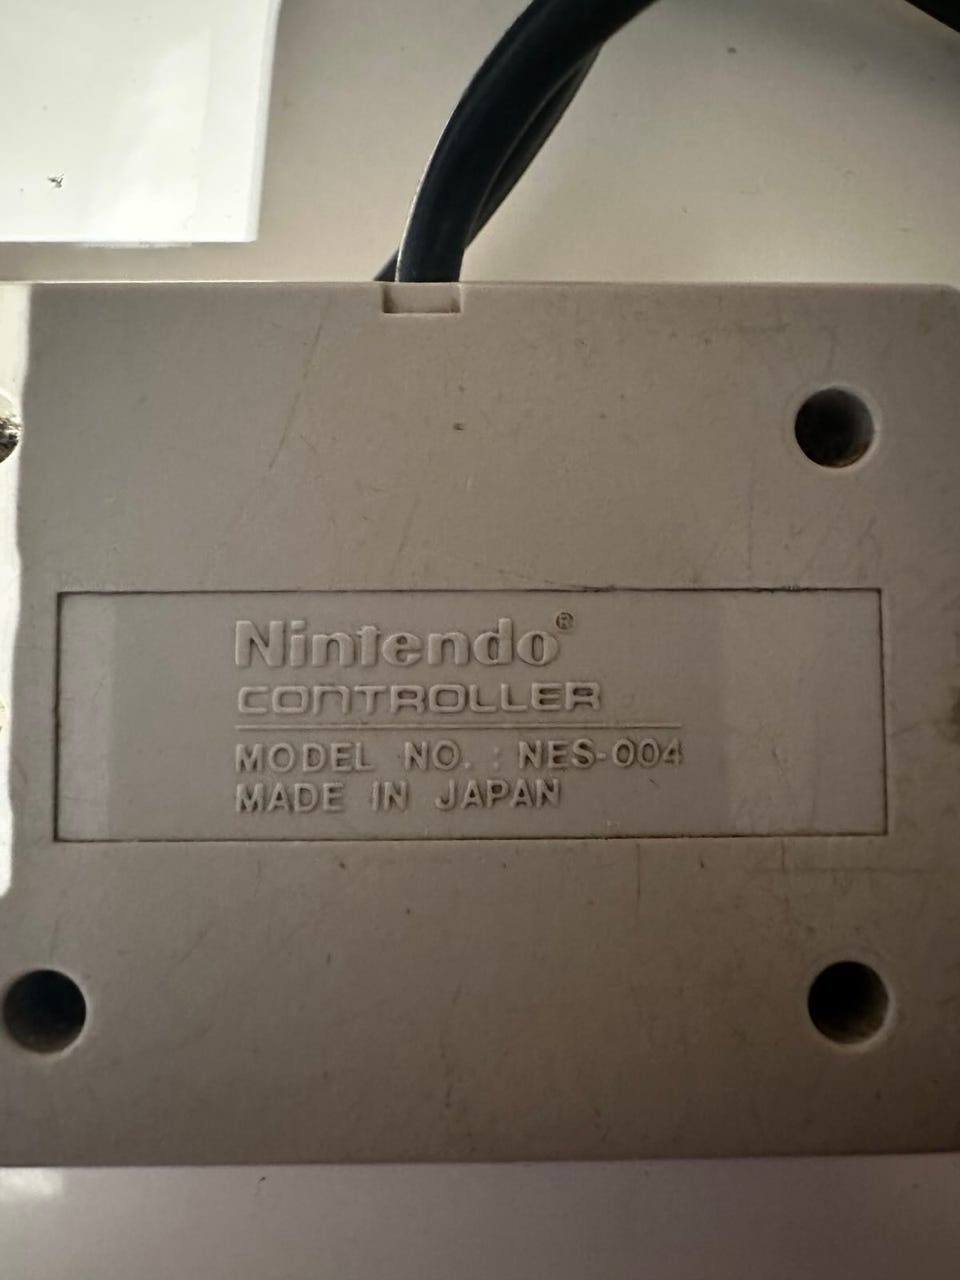 Nintendo®
CONTROLLER
MODEL NO. : NES-004
MADE IN JAPAN